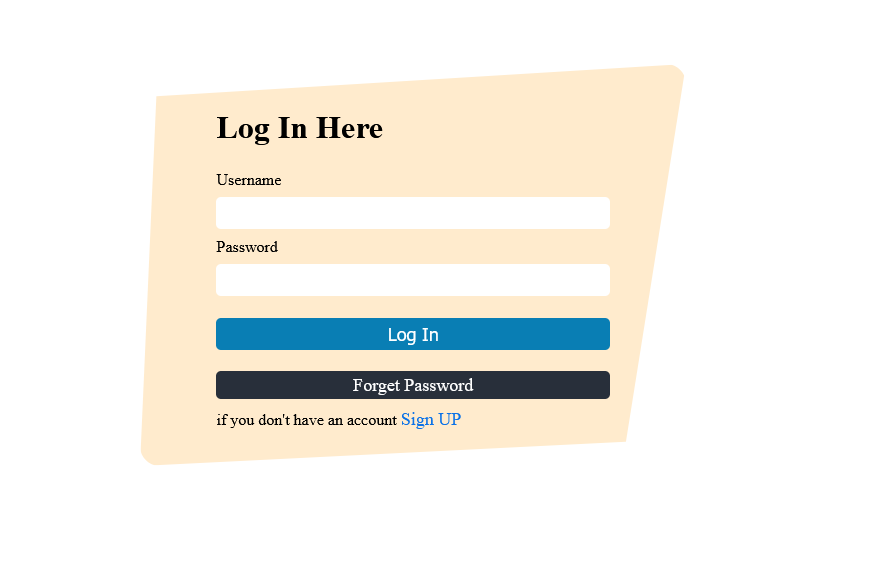 Log In Here
Username
Password
Log In
Forget Password
if you don't have an account Sign UP